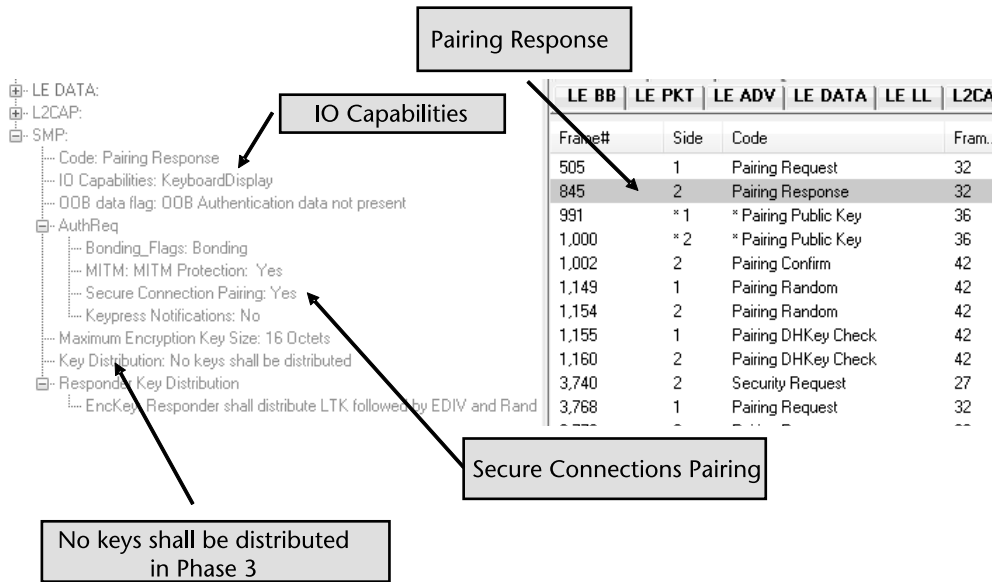 Pairing Response
LE DATA:
L2CAP:
SMP:
Code: Pairing Response
IO Capabilities: KeyboardDisplay
OOB data flag: OOB Authentication data not present
AuthReq
Bonding_Flags: Bonding
MITM: MITM Protection: Yes
Secure Connection Pairing: Yes
Keypress Notifications: No
Maximum Encryption Key Size: 16 Octets
Key Distribution: No keys shall be distributed
Responder Key Distribution
EncKey: Responder shall distribute LTK followed by EDIV and Rand
IO Capabilities
LE BB LE PKT LE ADV LE DATA LE LL L2CA
Frame# Side Code Fram...
505 1 Pairing Request 32
845 2 Pairing Response 32
991 * 1 * Pairing Public Key 36
1,000 * 2 * Pairing Public Key 36
1,002 2 Pairing Confirm 42
1,149 1 Pairing Random 42
1,154 2 Pairing Random 42
1,155 1 Pairing DHKey Check 42
1,160 2 Pairing DHKey Check 42
3,740 2 Security Request 27
3,768 1 Pairing Request 32
Secure Connections Pairing
No keys shall be distributed
in Phase 3